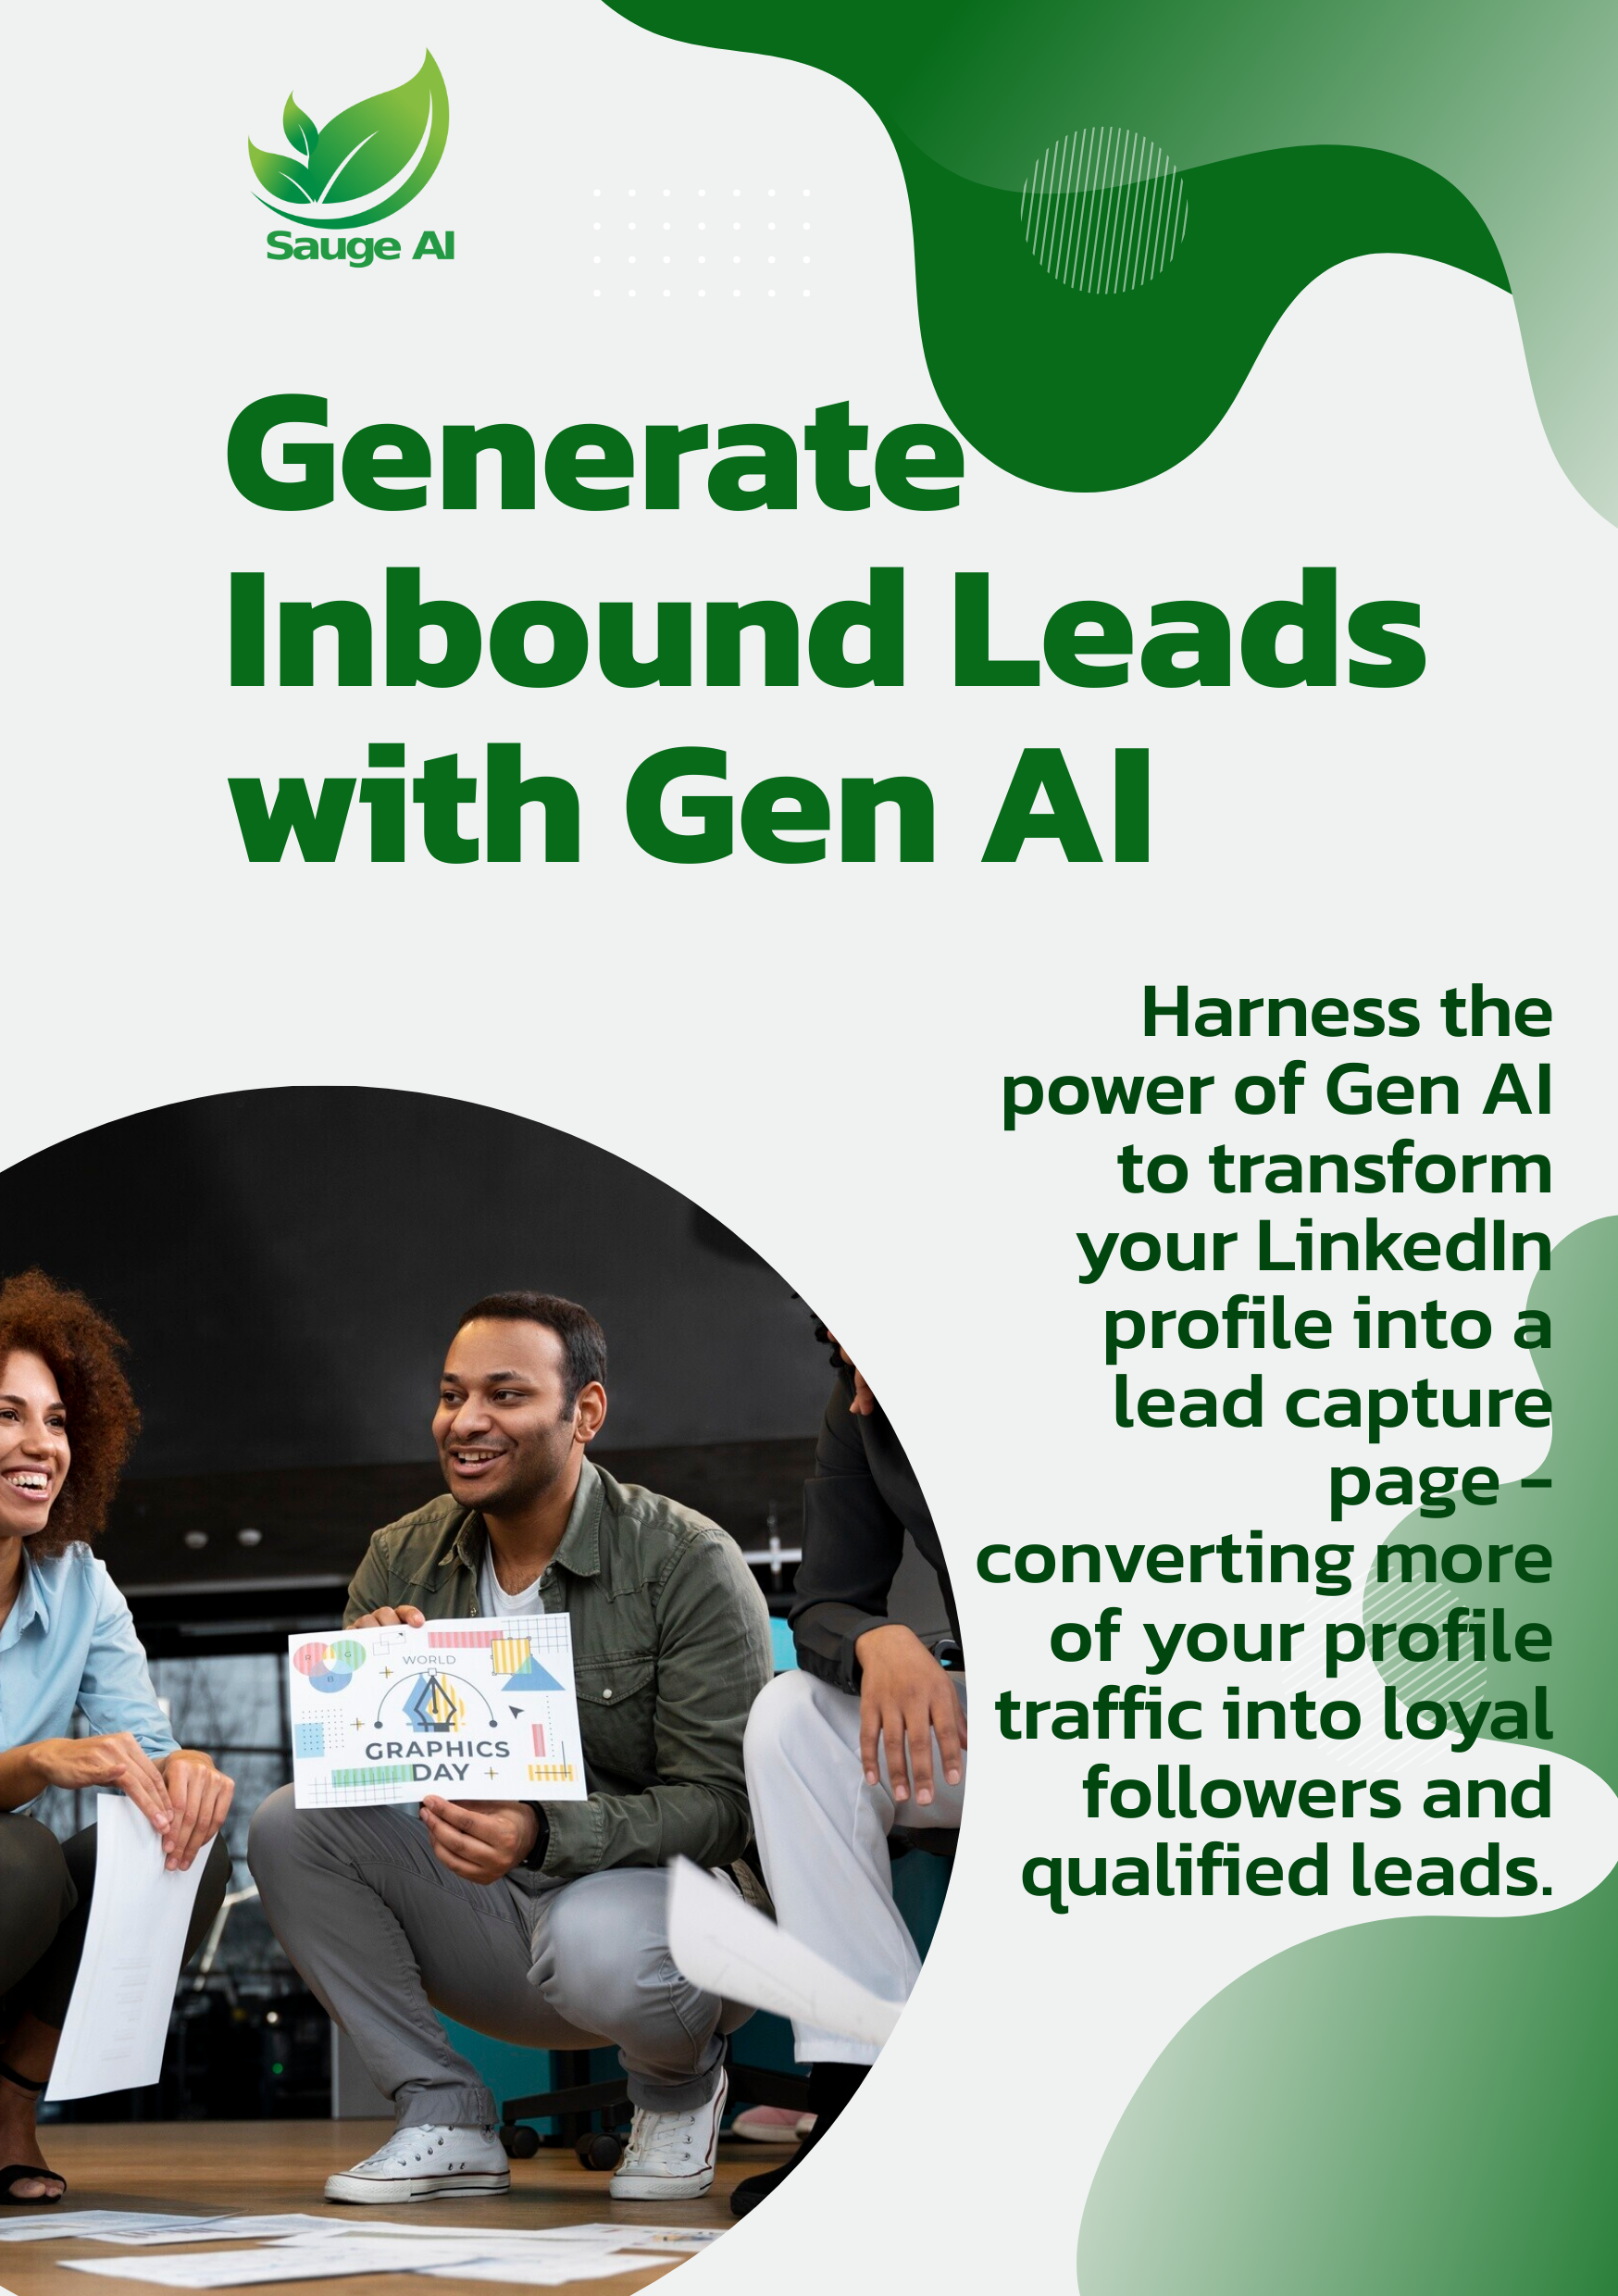 Sauge AI
Generate
Inbound Leads
with Gen AI
Harness the
power of Gen AI
to transform
your LinkedIn
profile into a
lead capture
page –
converting more
of your profile
traffic into loyal
followers and
qualified leads.
R
G
B
WORLD
GRAPHICS
DAY